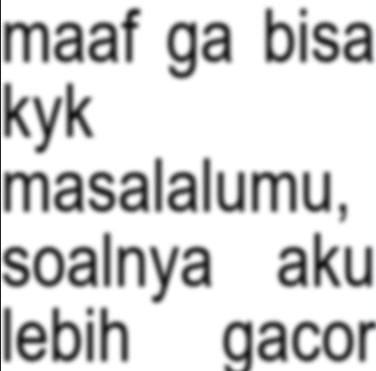 maaf ga bisa
kyk
masalalumu,
soalnya aku
lebih gacor